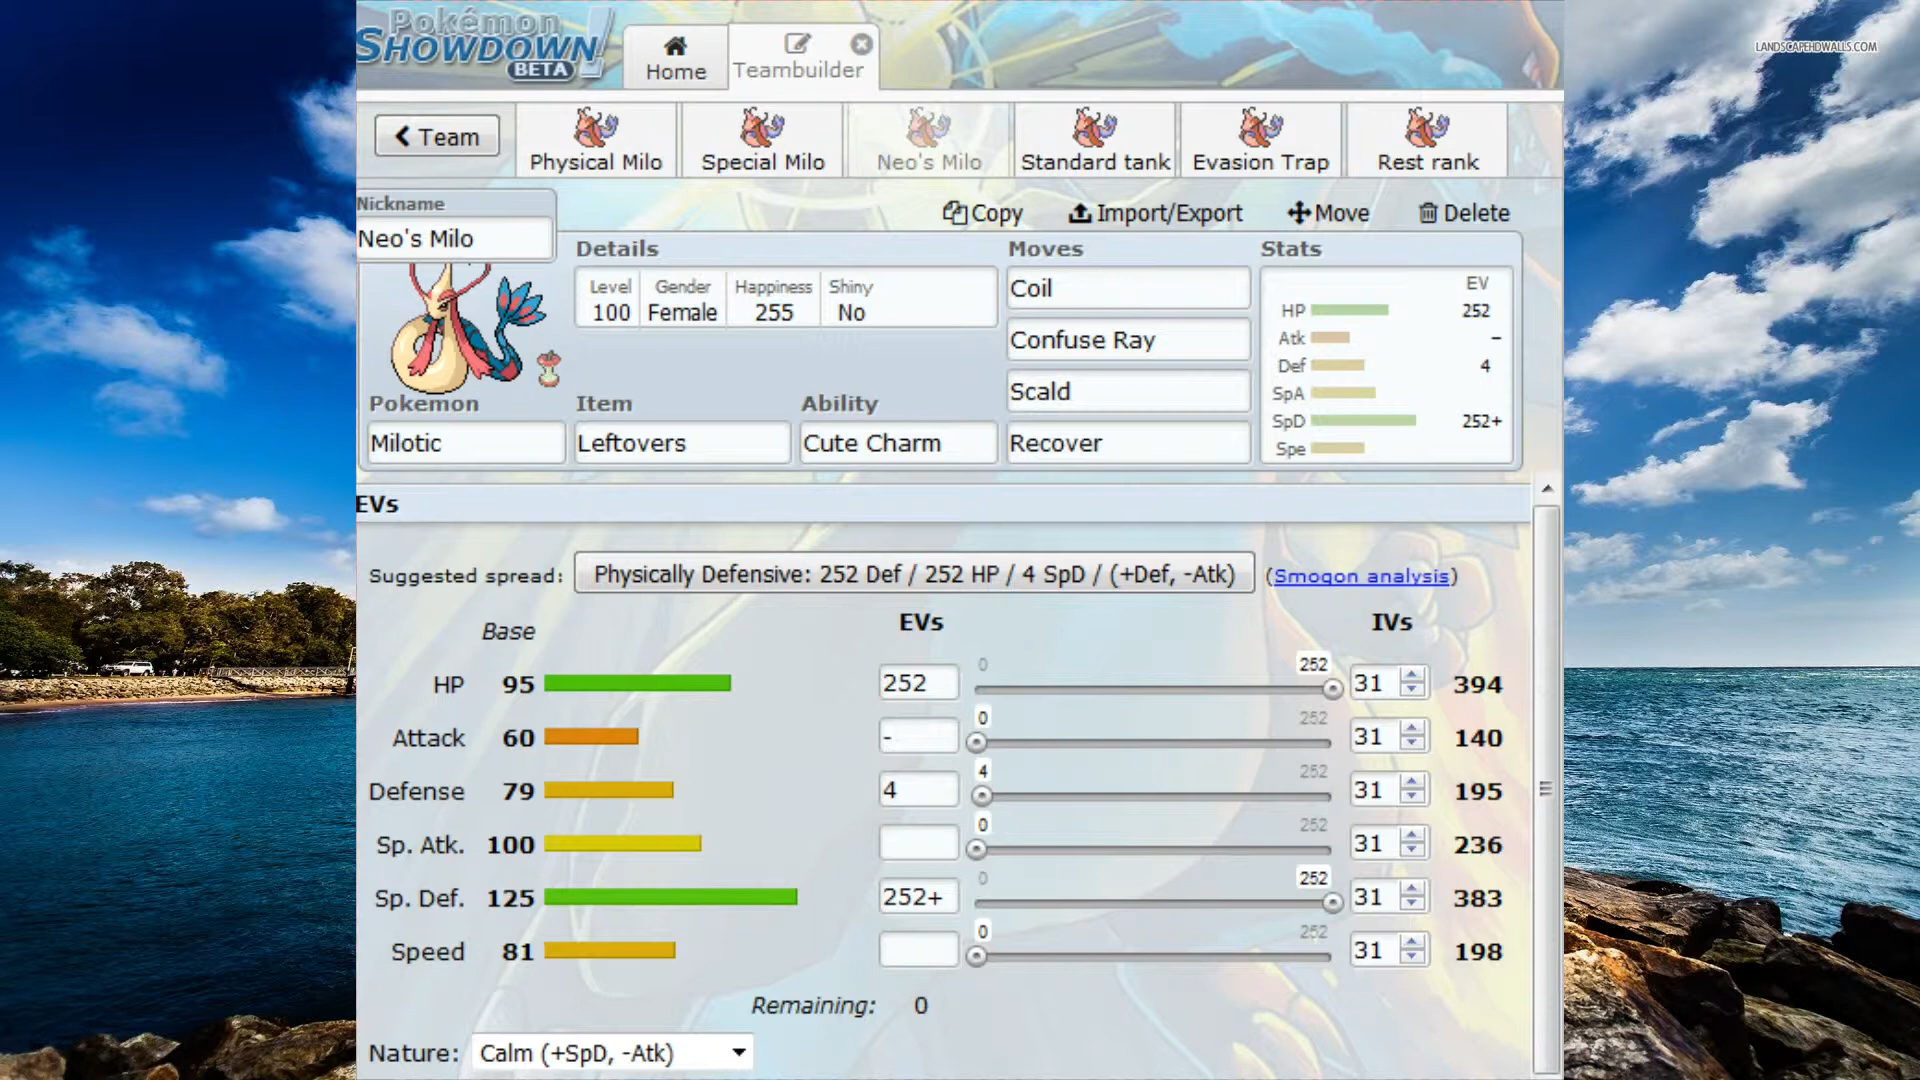 Pokémon
SHOWDOWN!
BETA
Home
Teambuilder
LANDSCAPEHDWALLS.COM
Team
Physical Milo
Special Milo
Neo's Milo
Standard tank
Evasion Trap
Rest rank
Nickname
Neo's Milo
Copy
Import/Export
Move
Delete
Details
Level
Gender
Happiness
Shiny
100
Female
255
No
Moves
Coil
Confuse Ray
Scald
Recover
Stats
EV
HP 252
Atk –
Def 4
SpA
SpD 252+
Spe
Pokemon
Item
Ability
Milotic
Leftovers
Cute Charm
EVs
Suggested spread: Physically Defensive: 252 Def / 252 HP / 4 SpD / (+Def, -Atk) (Smogon analysis)
Base EVs IVs
0 252
HP 95 252 31 394
0 252
Attack 60 - 31 140
4 252
Defense 79 4 31 195
0 252
Sp. Atk. 100 31 236
0 252
Sp. Def. 125 252+ 31 383
0 252
Speed 81 31 198
Remaining: 0
Nature: Calm (+SpD, -Atk)